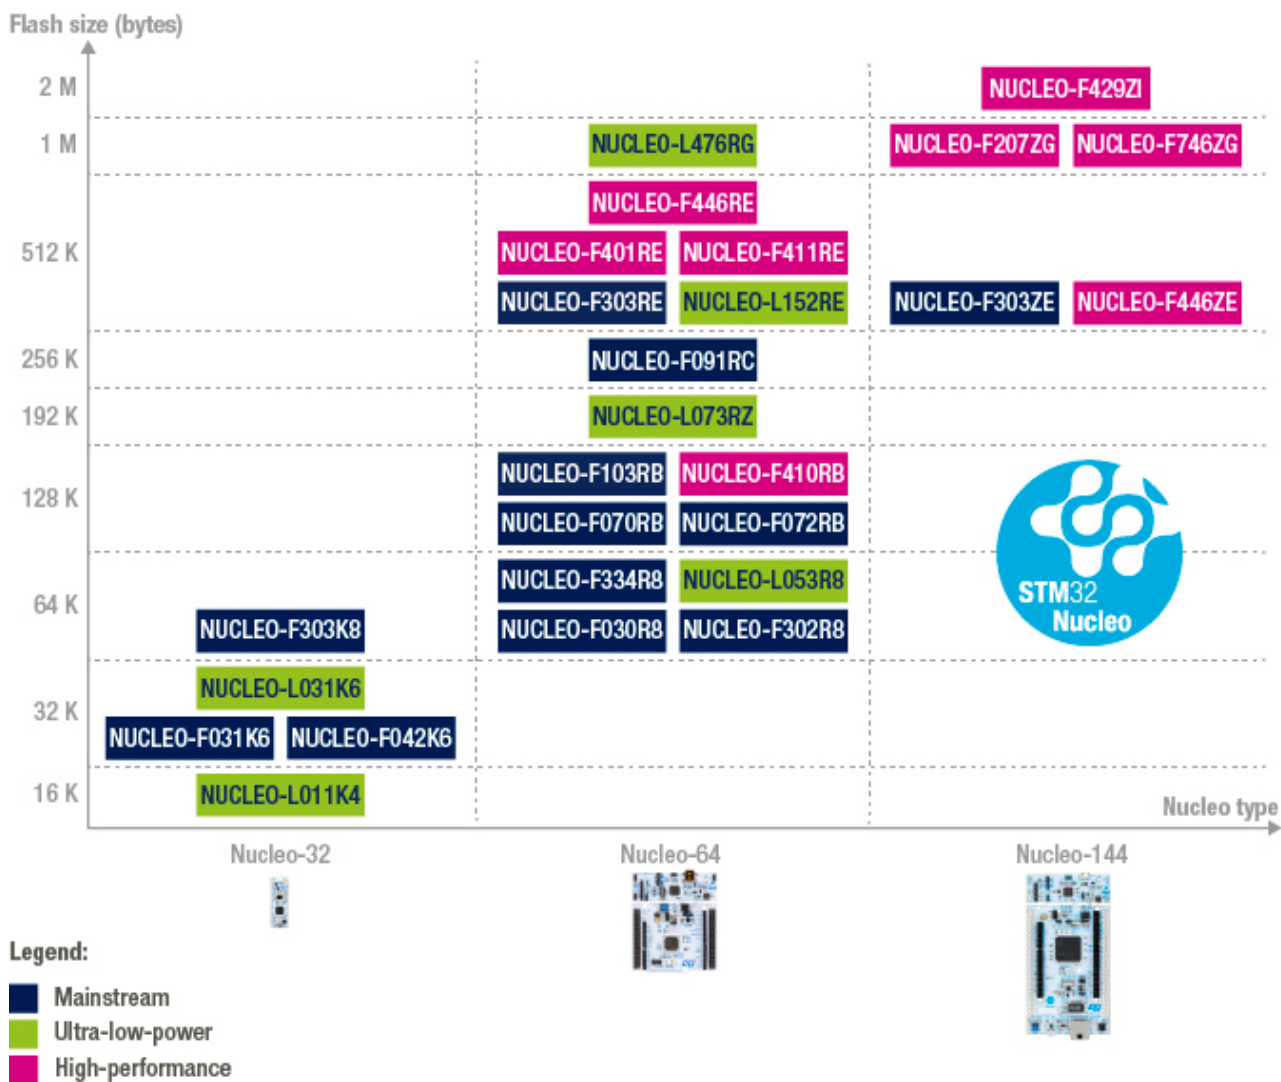 Flash size (bytes)
2 M
NUCLEO-F429ZI
1 M
NUCLEO-L476RG
NUCLEO-F207ZG NUCLEO-F746ZG
NUCLEO-F446RE
512 K
NUCLEO-F401RE NUCLEO-F411RE
NUCLEO-F303RE NUCLEO-L152RE
NUCLEO-F303ZE NUCLEO-F446ZE
256 K
NUCLEO-F091RC
192 K
NUCLEO-L073RZ
128 K
NUCLEO-F103RB NUCLEO-F410RB
NUCLEO-F070RB NUCLEO-F072RB
64 K
NUCLEO-F334R8 NUCLEO-L053R8
NUCLEO-F303K8
NUCLEO-F030R8 NUCLEO-F302R8
STM32
Nucleo
32 K
NUCLEO-L031K6
NUCLEO-F031K6 NUCLEO-F042K6
16 K
NUCLEO-L011K4
Nucleo type
Nucleo-32
Nucleo-64
Nucleo-144
Legend:
Mainstream
Ultra-low-power
High-performance